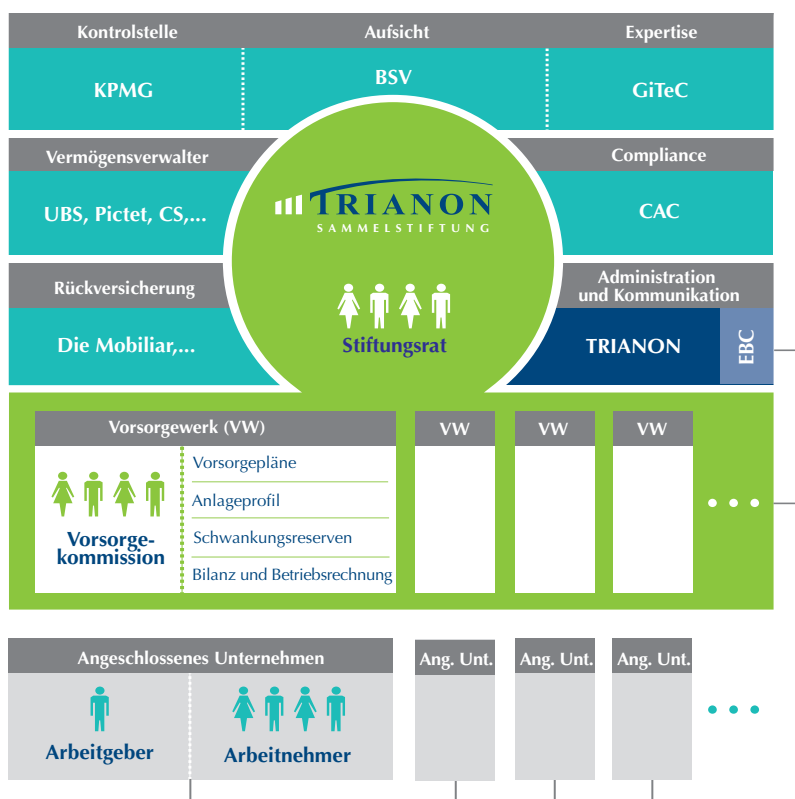 Kontrolstelle
Aufsicht
Expertise
KPMG
BSV
GiTeC
Vermögensverwalter
Compliance
UBS, Pictet, CS,...
CAC
TRIANON
SAMMELSTIFTUNG
Stiftungsrat
Rückversicherung
Administration
und Kommunikation
Die Mobiliar,...
TRIANON
EBC
Vorsorgewerk (VW)
VW
VW
VW
Vorsorge-
kommission
Vorsorgepläne
Anlageprofil
Schwankungsreserven
Bilanz und Betriebsrechnung
Angeschlossenes Unternehmen
Ang. Unt.
Ang. Unt.
Ang. Unt.
Arbeitgeber
Arbeitnehmer